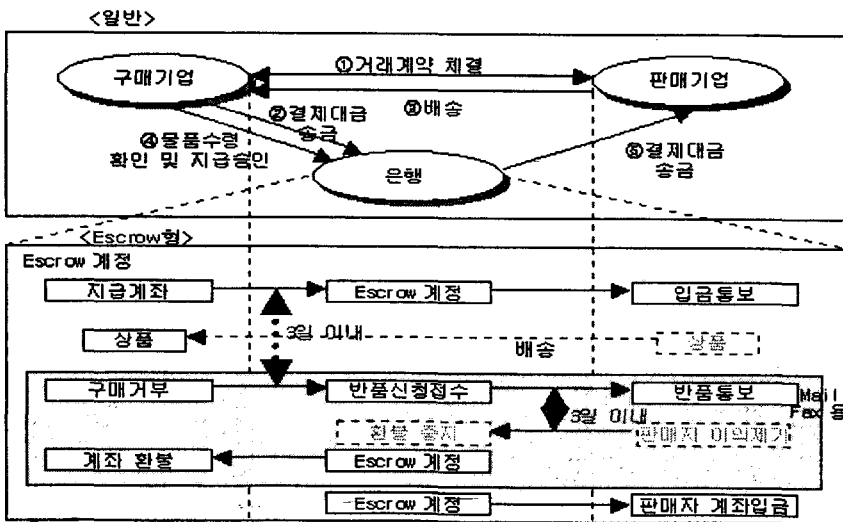 <일반>
①거래계약 체결
구매기업
판매기업
②결제대금
송금
③배송
④물품수령
확인 및 지급승인
⑤결제대금
송금
은행
<Escrow형>
Escrow 계정
지급계좌
Escrow 계정
입금통보
3일 이내
상품
배송
상품
구매거부
반품신청접수
반품통보
Mail
Fax 용
3일 이내
환불 중지
판매자 이의제기
계좌 환불
Escrow 계정
Escrow 계정
판매자 계좌입금